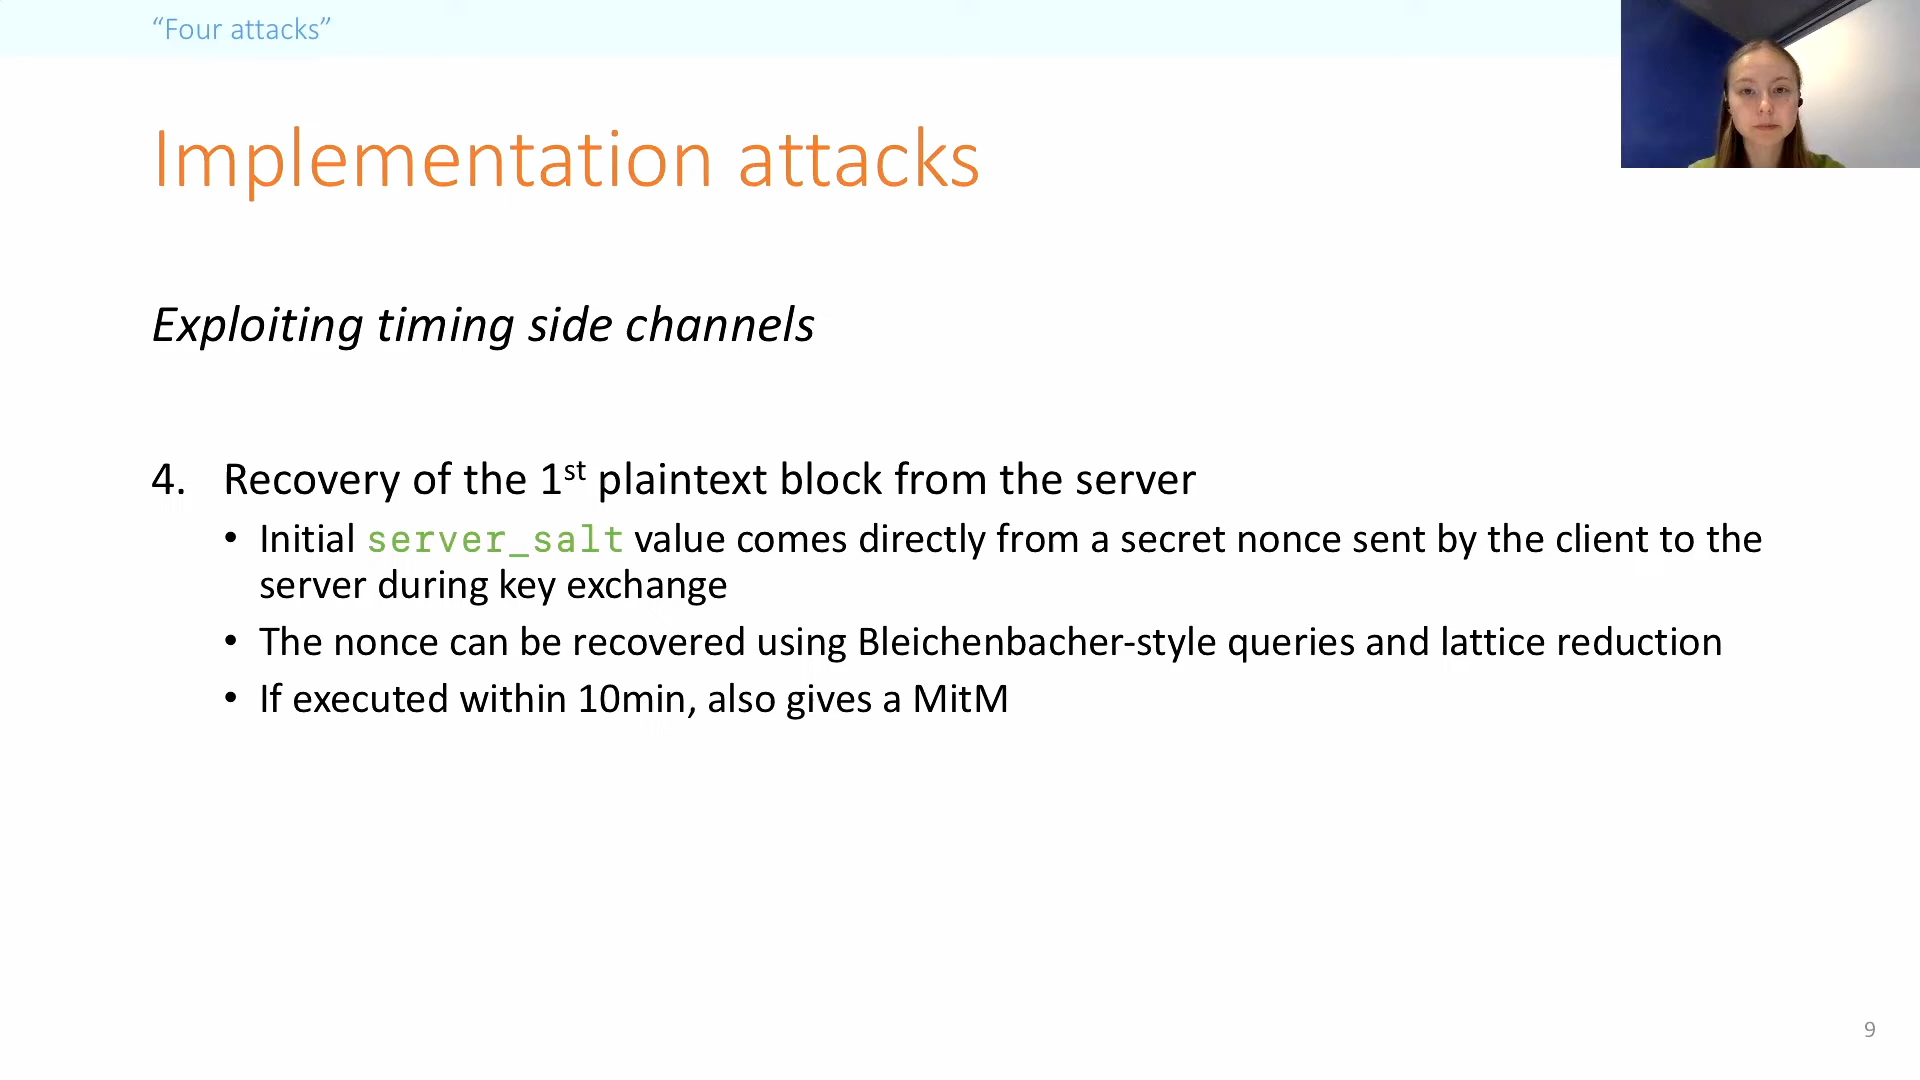 “Four attacks”
Implementation attacks
Exploiting timing side channels
4. Recovery of the 1st plaintext block from the server
• Initial server_salt value comes directly from a secret nonce sent by the client to the
server during key exchange
• The nonce can be recovered using Bleichenbacher-style queries and lattice reduction
• If executed within 10min, also gives a MitM
9